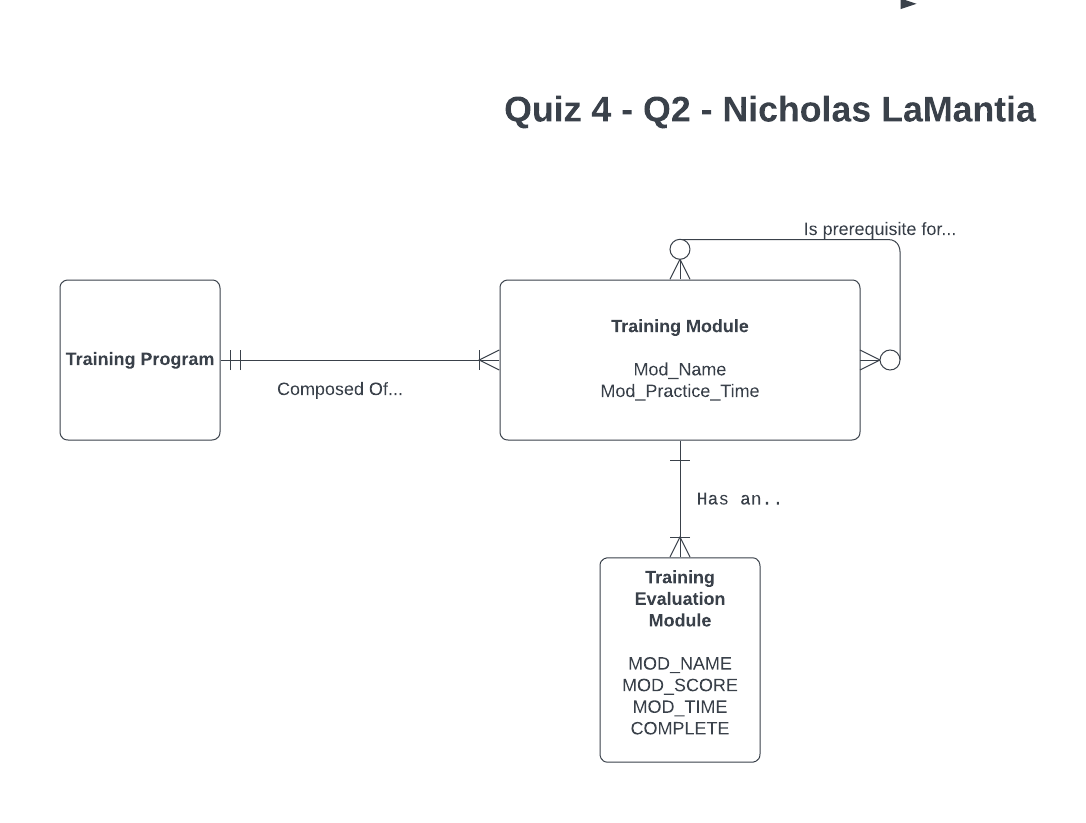 Quiz 4 - Q2 - Nicholas LaMantia
Is prerequisite for...
Training Program
Composed Of...
Training Module
Mod_Name
Mod_Practice_Time
Has an..
Training
Evaluation
Module
MOD_NAME
MOD_SCORE
MOD_TIME
COMPLETE